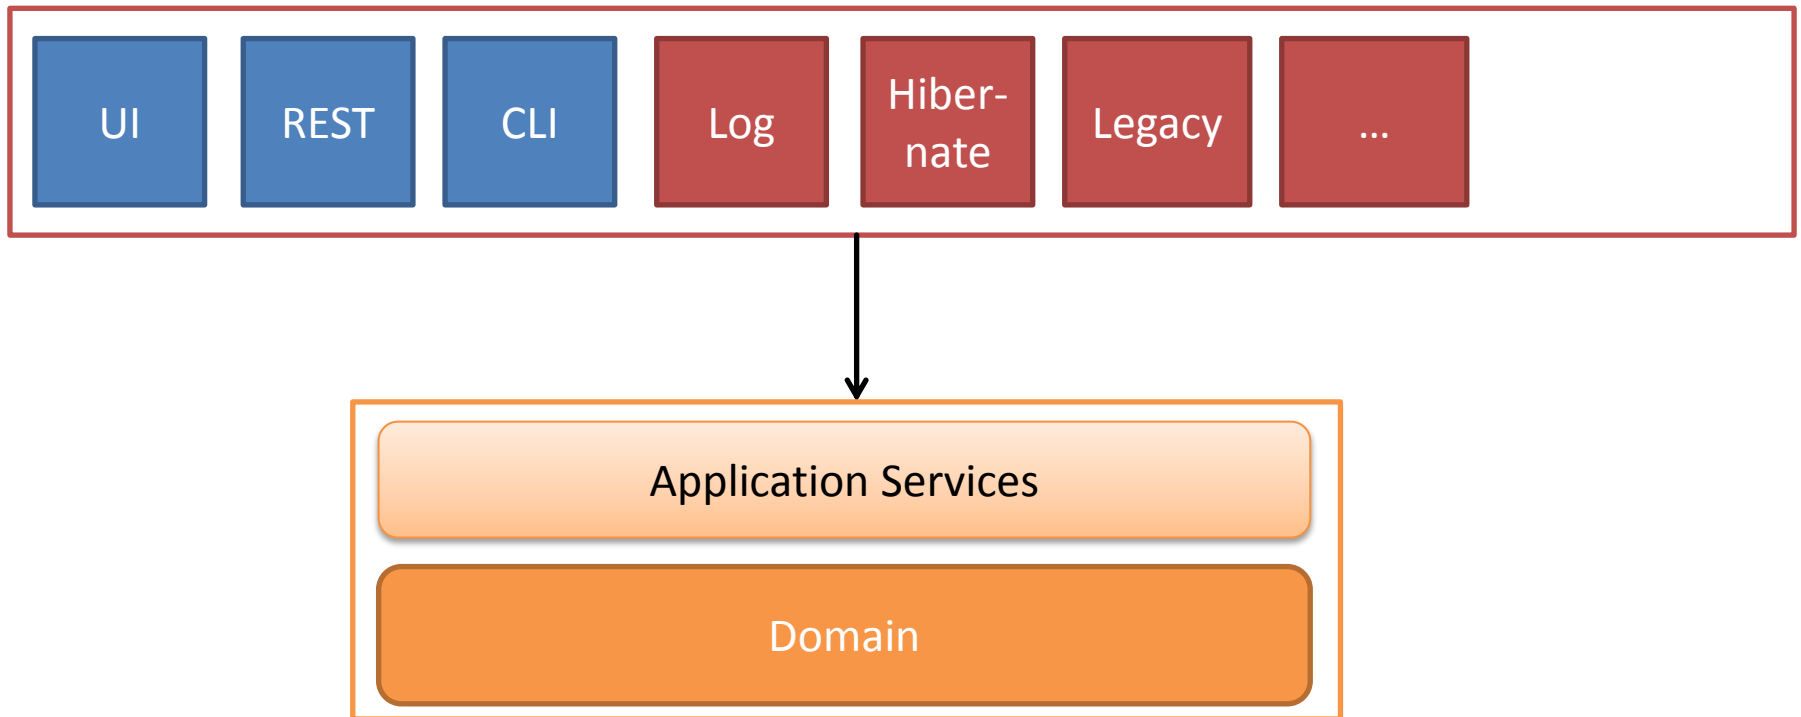 UI
REST
CLI
Log
Hiber-
nate
Legacy
...
Application Services
Domain